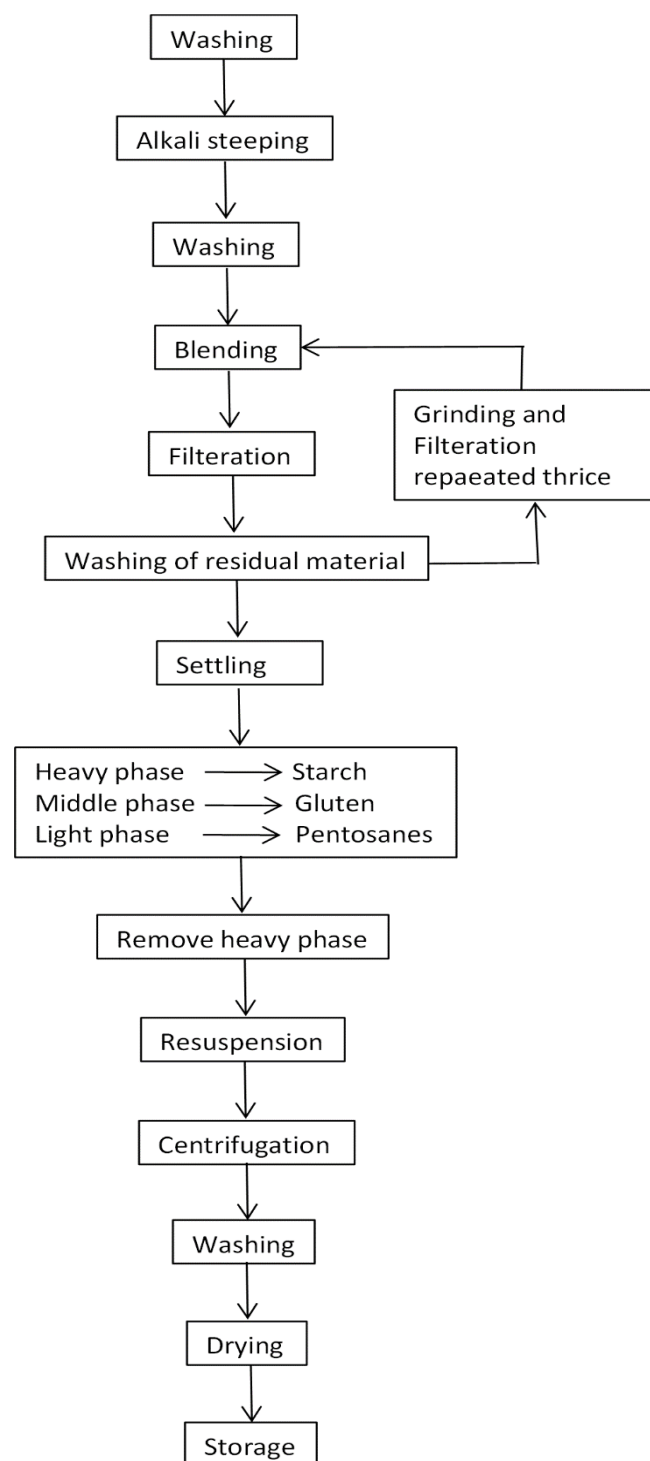 Washing
Alkali steeping
Washing
Blending
Grinding and
Filteration
repaeated thrice
Filteration
Washing of residual material
Settling
Heavy phase Starch
Middle phase Gluten
Light phase Pentosanes
Remove heavy phase
Resuspension
Centrifugation
Washing
Drying
Storage